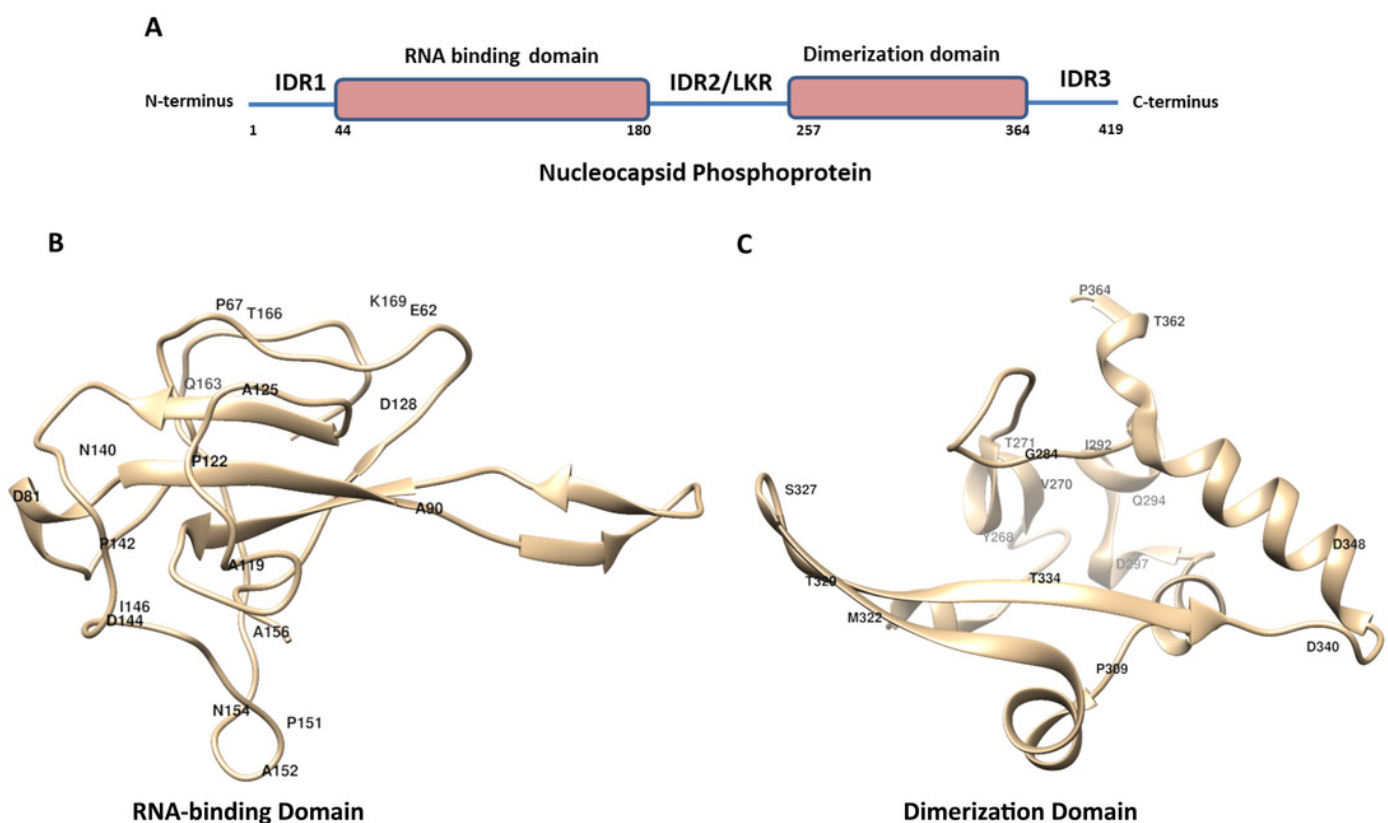 A
RNA binding domain
Dimerization domain
IDR1
IDR2/LKR
IDR3
N-terminus
C-terminus
1
44
180
257
364
419
Nucleocapsid Phosphoprotein
B
C
P67
T166
K169
E62
Q163
A125
D128
N140
P122
D81
A90
P142
A119
I146
D144
A156
N154
P151
A152
RNA-binding Domain
P364
T362
T271
G284
I292
V270
Q294
S327
Y268
D297
D348
T329
T334
M322
D340
P309
Dimerization Domain